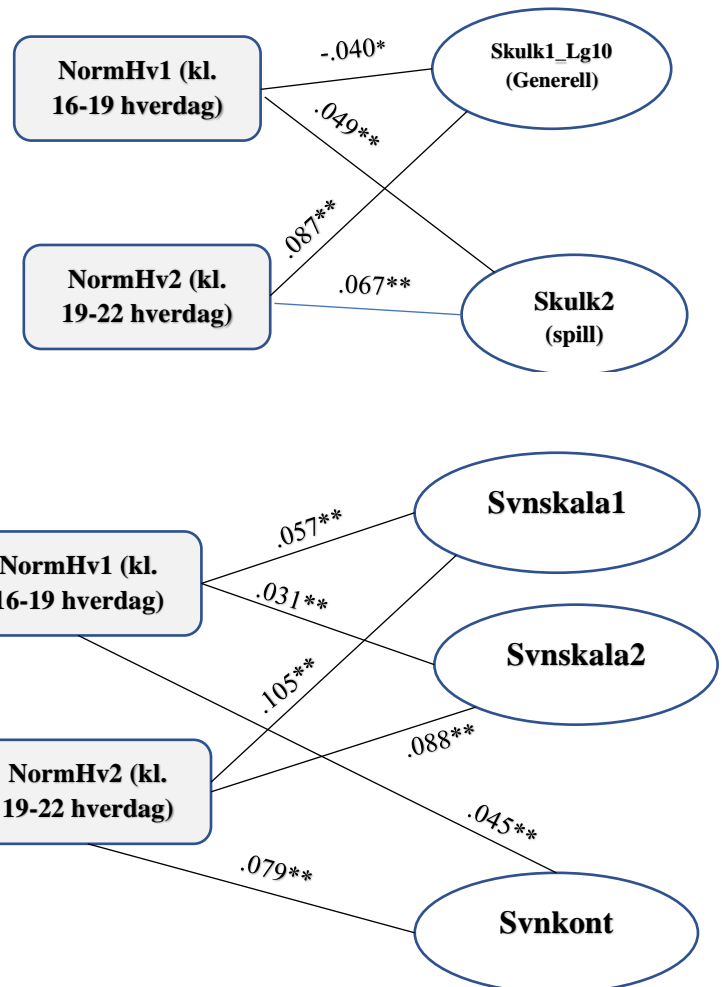 NormHv1 (kl.
16-19 hverdag)
-.040*
Skulk1_Lg10
(Generell)
.049**
.087**
NormHv2 (kl.
19-22 hverdag)
.067**
Skulk2
(spill)
Svnskala1
.057**
NormHv1 (kl.
16-19 hverdag)
.031**
Svnskala2
.105**
.088**
NormHv2 (kl.
19-22 hverdag)
.045**
.079**
Svnkont